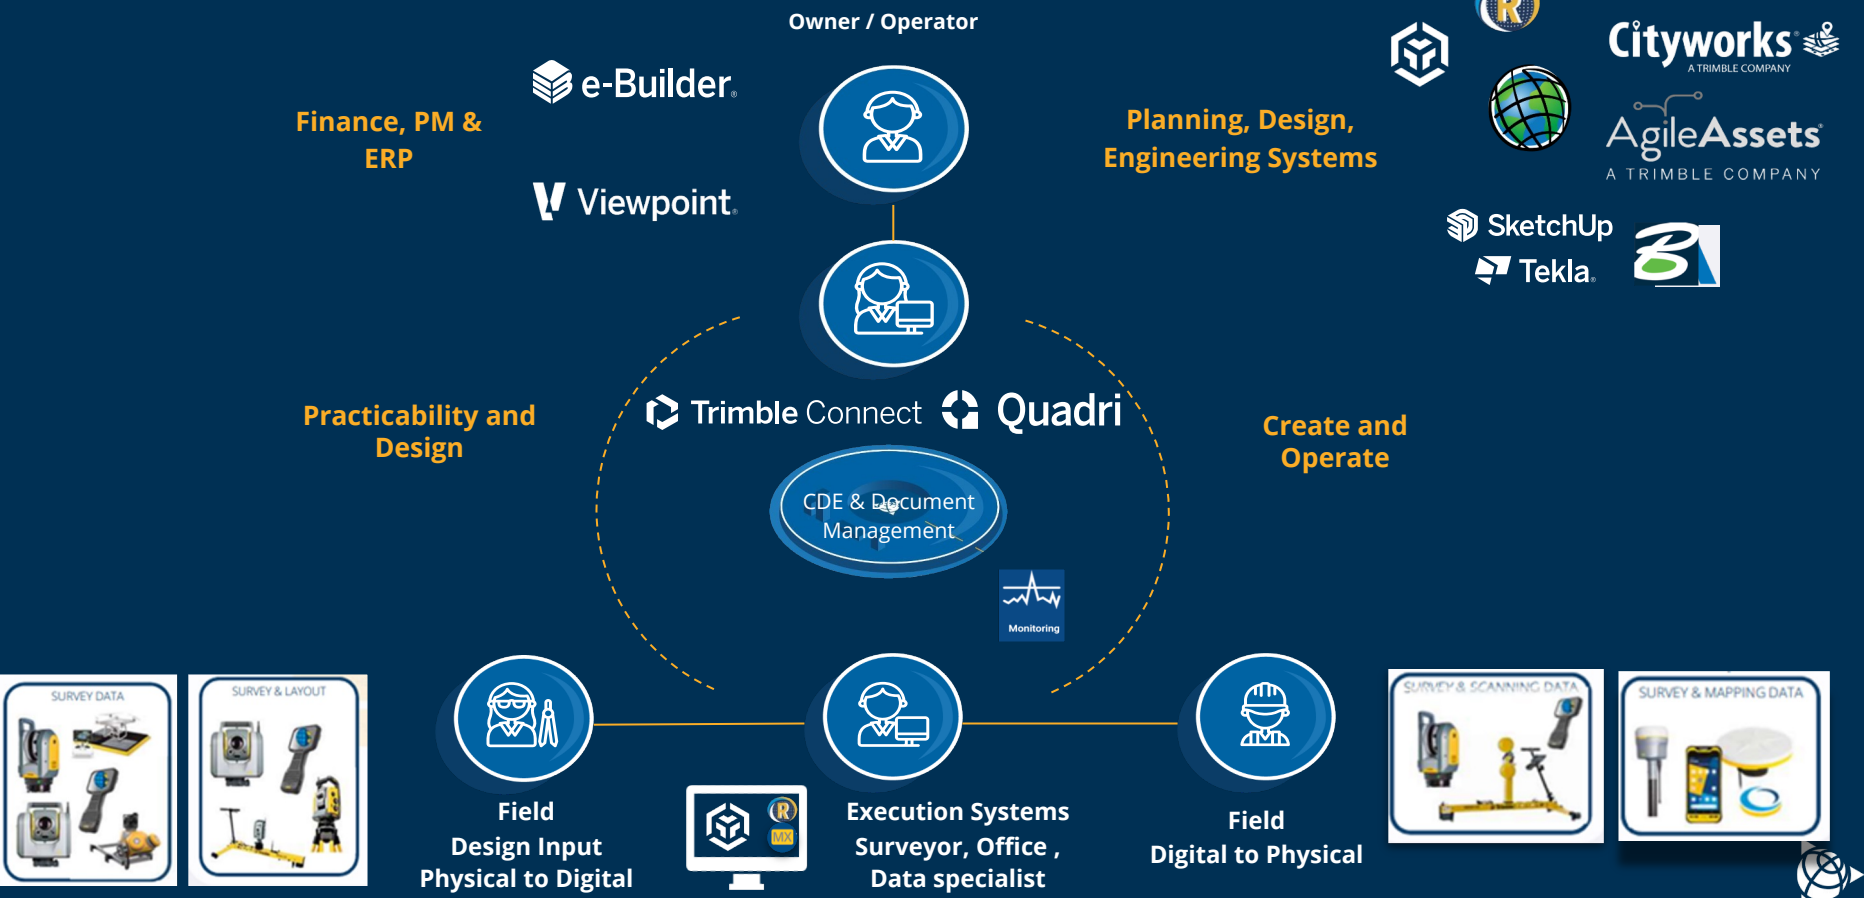 Owner / Operator
e-Builder®
Finance, PM &
ERP
Viewpoint®
Planning, Design,
Engineering Systems
R
Cityworks®
A TRIMBLE COMPANY
AgileAssets®
A TRIMBLE COMPANY
SketchUp
Tekla®
B
Trimble Connect
Quadri
Practicability and
Design
Create and
Operate
CDE & Document
Management
Monitoring
SURVEY DATA
SURVEY & LAYOUT
SURVEY & SCANNING DATA
SURVEY & MAPPING DATA
Field
Design Input
Physical to Digital
R
MX
Execution Systems
Surveyor, Office ,
Data specialist
Field
Digital to Physical